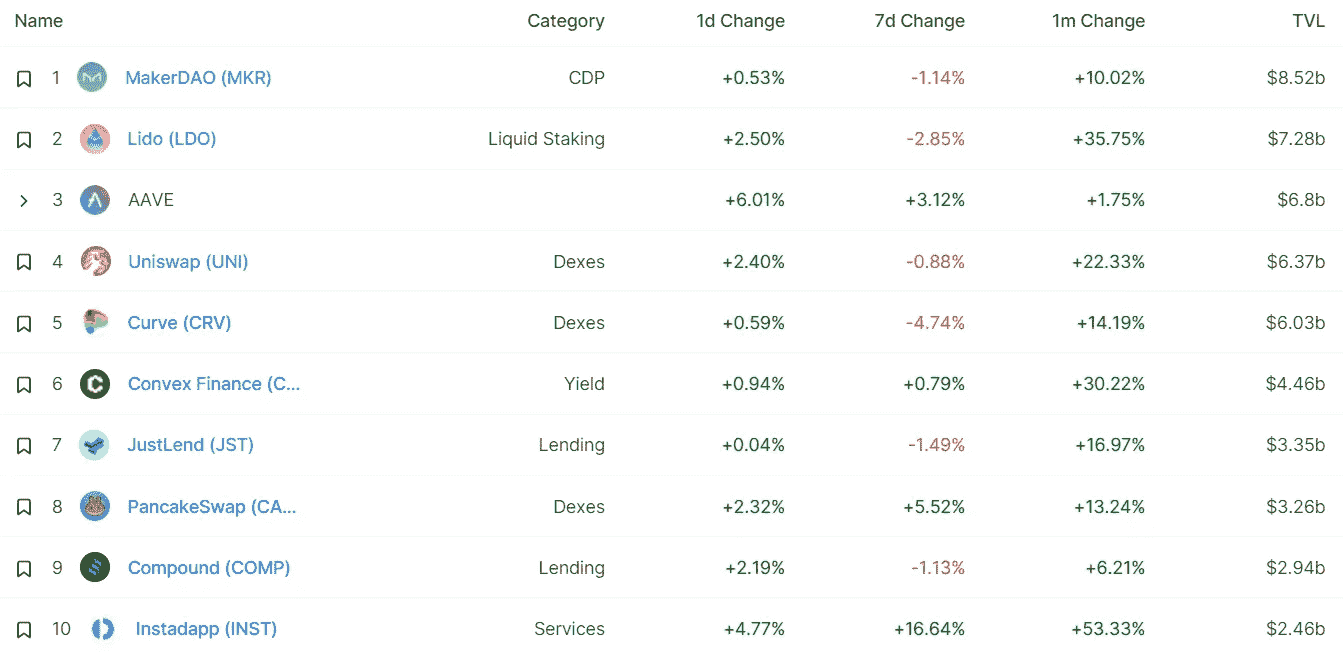 Name Category 1d Change 7d Change 1m Change TVL
1 MakerDAO (MKR) CDP +0.53% -1.14% +10.02% $8.52b
2 Lido (LDO) Liquid Staking +2.50% -2.85% +35.75% $7.28b
3 AAVE +6.01% +3.12% +1.75% $6.8b
4 Uniswap (UNI) Dexes +2.40% -0.88% +22.33% $6.37b
5 Curve (CRV) Dexes +0.59% -4.74% +14.19% $6.03b
6 Convex Finance (C... Yield +0.94% +0.79% +30.22% $4.46b
7 JustLend (JST) Lending +0.04% -1.49% +16.97% $3.35b
8 PancakeSwap (CA... Dexes +2.32% +5.52% +13.24% $3.26b
9 Compound (COMP) Lending +2.19% -1.13% +6.21% $2.94b
10 Instadapp (INST) Services +4.77% +16.64% +53.33% $2.46b